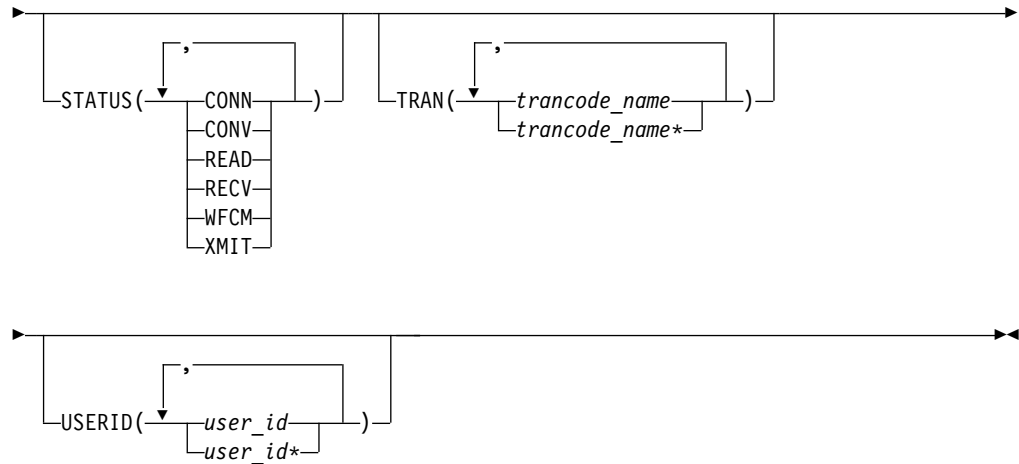 , ,
STATUS( CONN ) TRAN( trancode_name )
CONV trancode_name*
READ
RECV
WFCM
XMIT
,
USERID( user_id )
user_id*